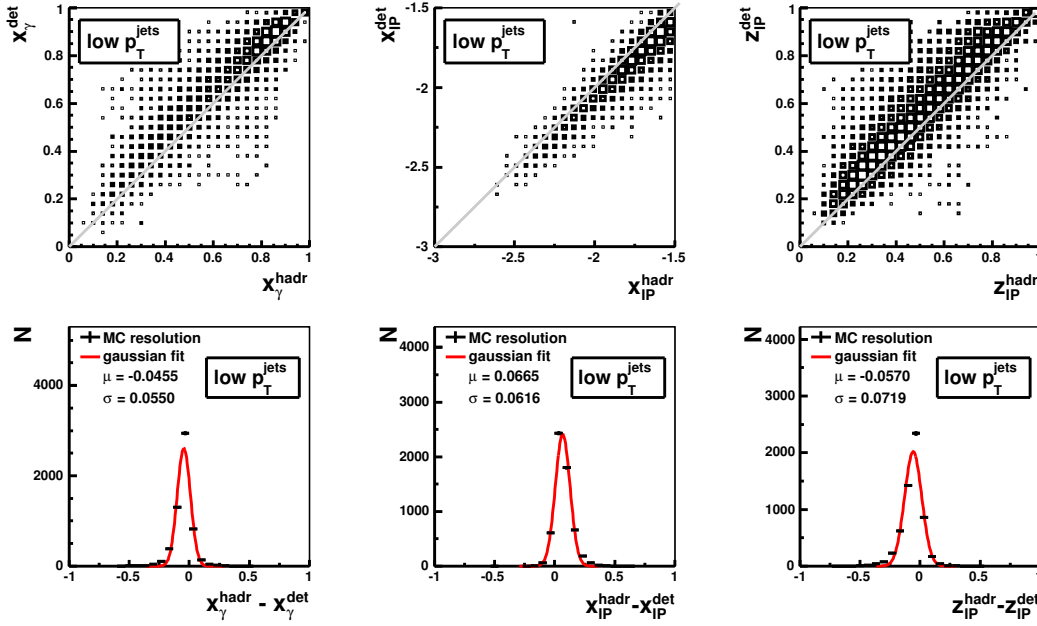 x_γ^det
1
0.8
0.6
0.4
0.2
0
low p_T^jets
0 0.2 0.4 0.6 0.8 1
x_γ^hadr
x_IP^det
-1.5
-2
-2.5
-3
low p_T^jets
-3 -2.5 -2 -1.5
x_IP^hadr
z_IP^det
1
0.8
0.6
0.4
0.2
0
low p_T^jets
0 0.2 0.4 0.6 0.8 1
z_IP^hadr
N
MC resolution
gaussian fit
μ = -0.0455
σ = 0.0550
low p_T^jets
4000
2000
0
-1 -0.5 0 0.5 1
x_γ^hadr - x_γ^det
N
MC resolution
gaussian fit
μ = 0.0665
σ = 0.0616
low p_T^jets
4000
3000
2000
1000
0
-1 -0.5 0 0.5 1
x_IP^hadr-x_IP^det
N
MC resolution
gaussian fit
μ = -0.0570
σ = 0.0719
low p_T^jets
4000
3000
2000
1000
0
-1 -0.5 0 0.5 1
z_IP^hadr-z_IP^det